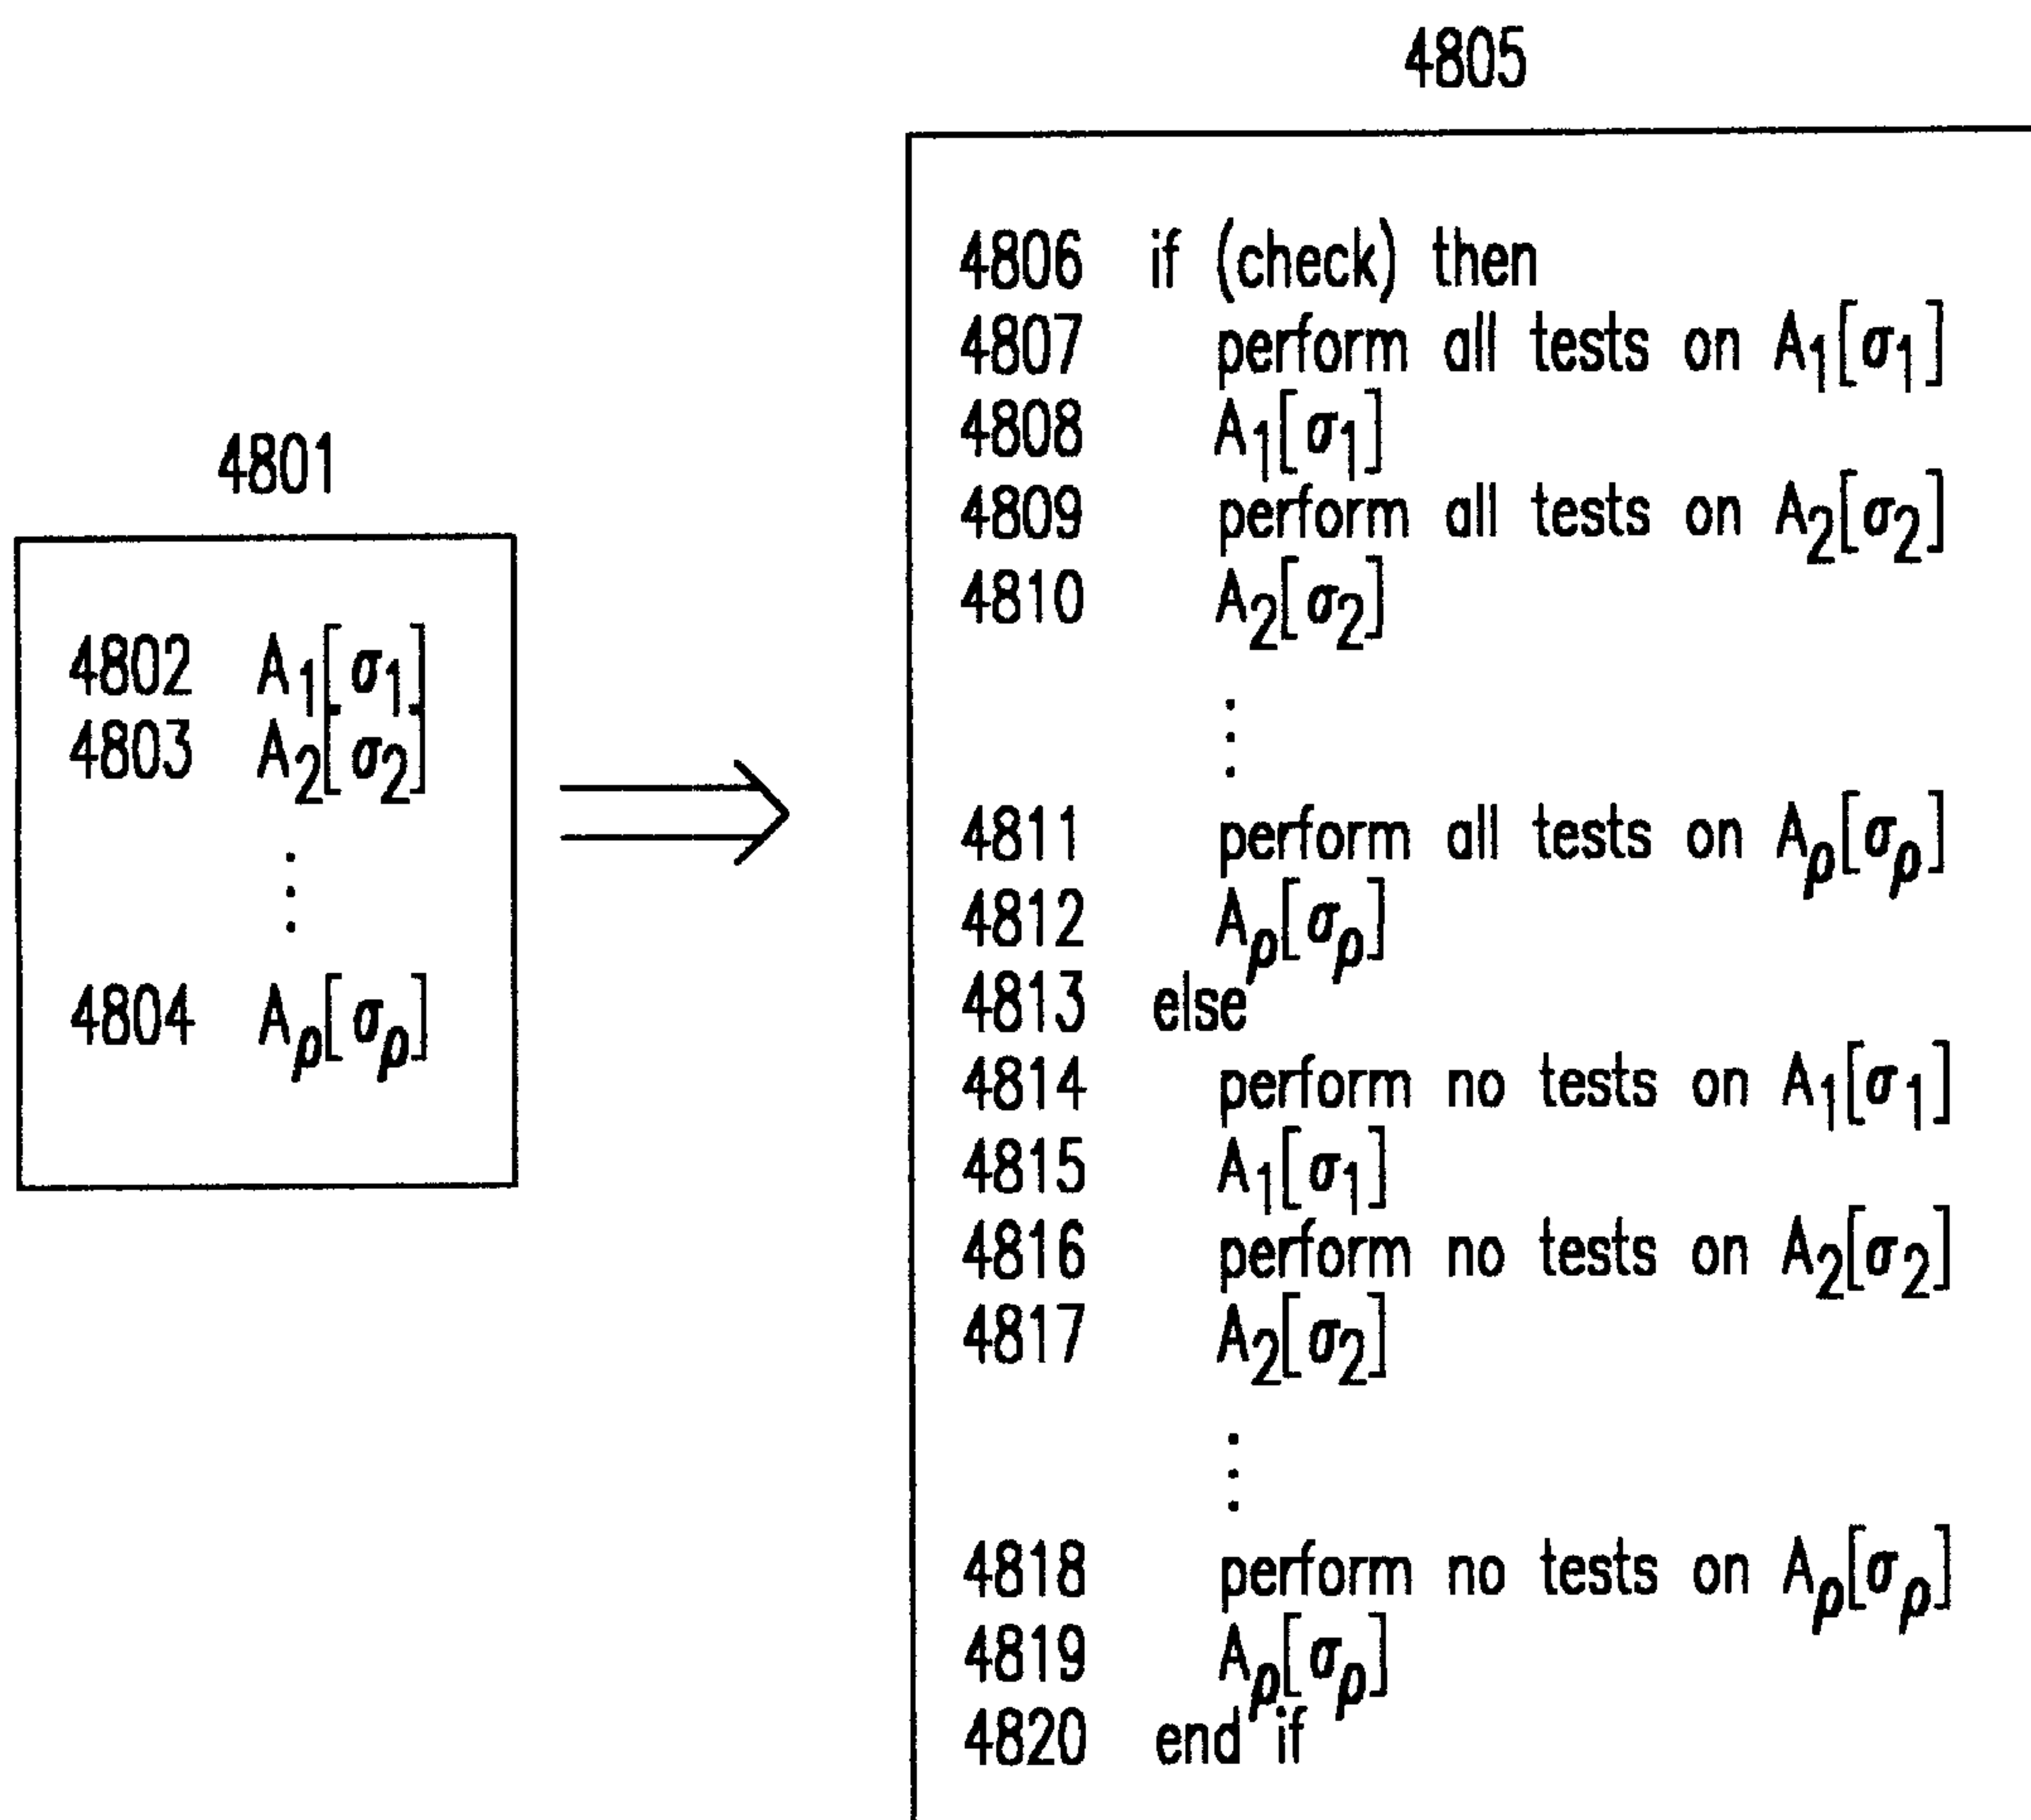 4801
4802 A₁[σ₁]
4803 A₂[σ₂]
⋮
4804 Aρ[σρ]
4805
4806 if (check) then
4807 perform all tests on A₁[σ₁]
4808 A₁[σ₁]
4809 perform all tests on A₂[σ₂]
4810 A₂[σ₂]
⋮
4811 perform all tests on Aρ[σρ]
4812 Aρ[σρ]
4813 else
4814 perform no tests on A₁[σ₁]
4815 A₁[σ₁]
4816 perform no tests on A₂[σ₂]
4817 A₂[σ₂]
⋮
4818 perform no tests on Aρ[σρ]
4819 Aρ[σρ]
4820 end if